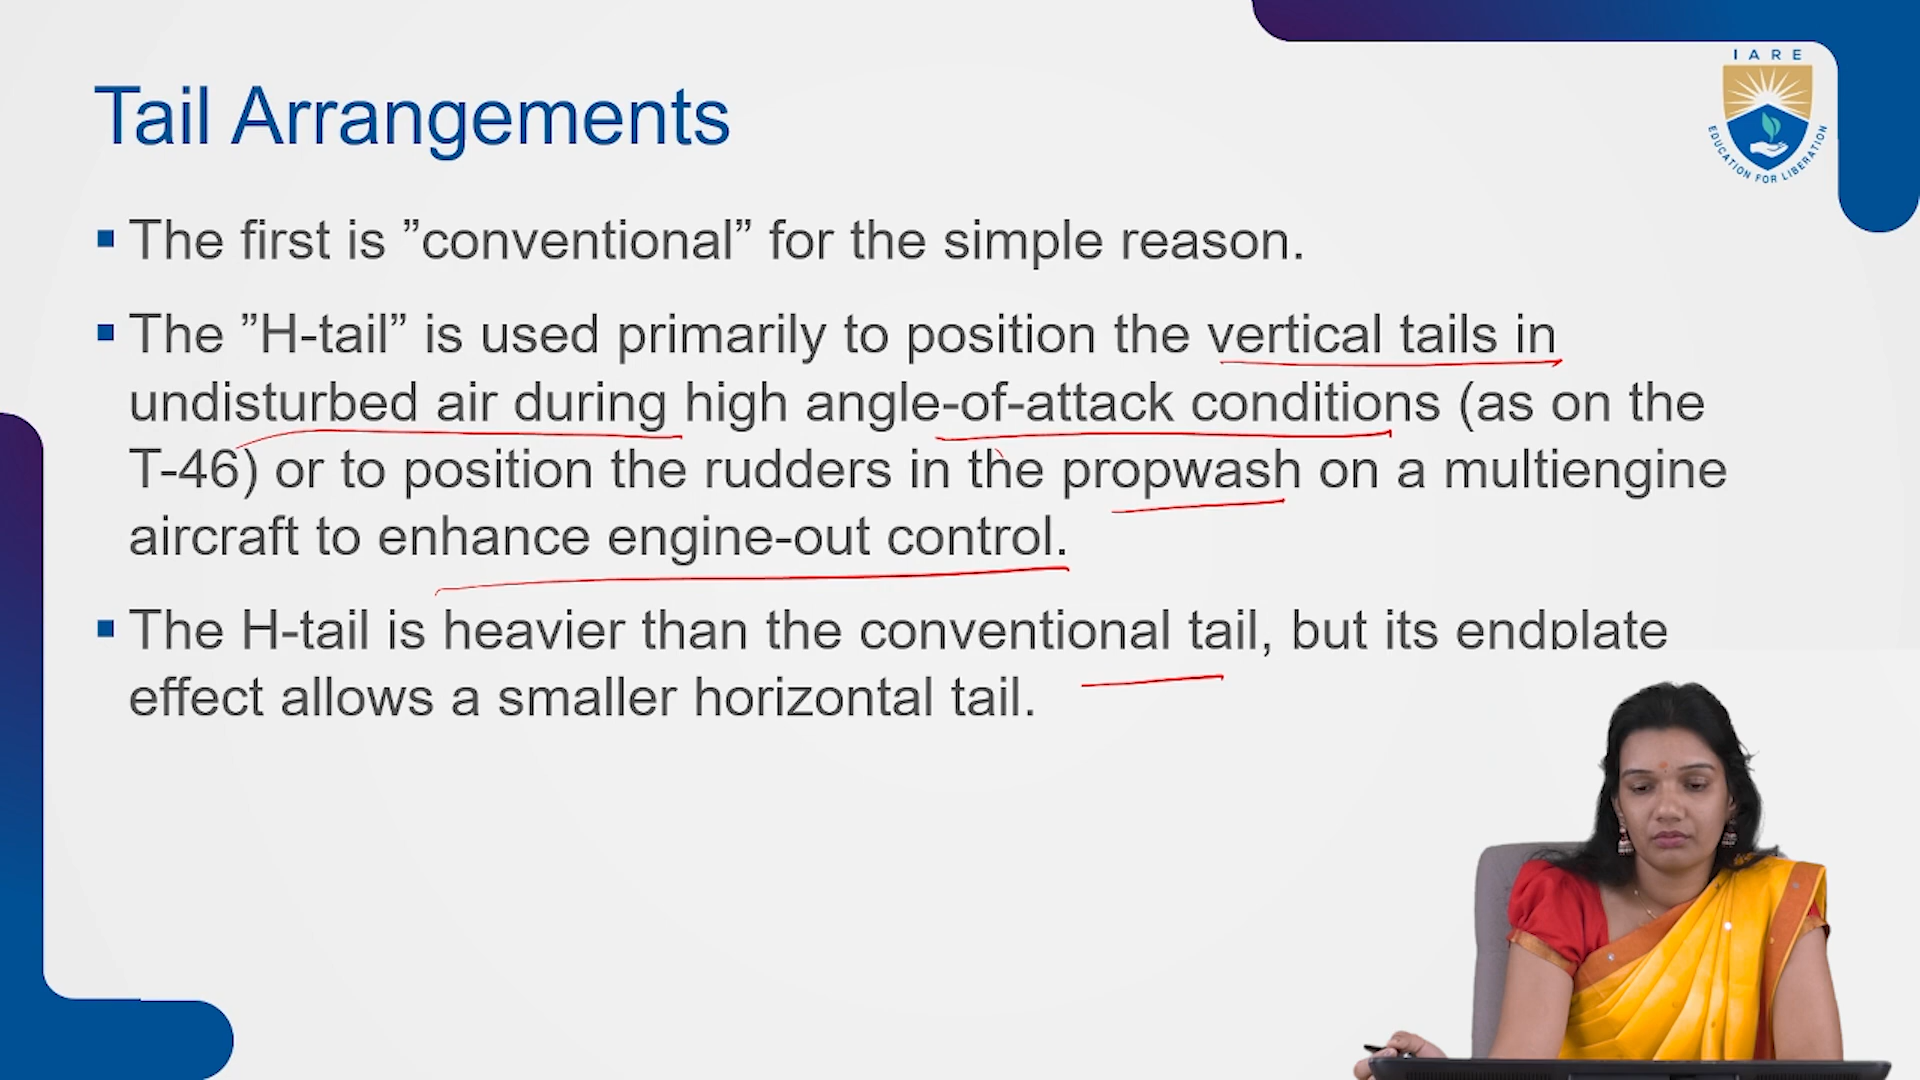 IARE
EDUCATION FOR LIBERATION
Tail Arrangements
▪ The first is ”conventional” for the simple reason.
▪ The ”H-tail” is used primarily to position the vertical tails in
undisturbed air during high angle-of-attack conditions (as on the
T-46) or to position the rudders in the propwash on a multiengine
aircraft to enhance engine-out control.
▪ The H-tail is heavier than the conventional tail, but its endplate
effect allows a smaller horizontal tail.